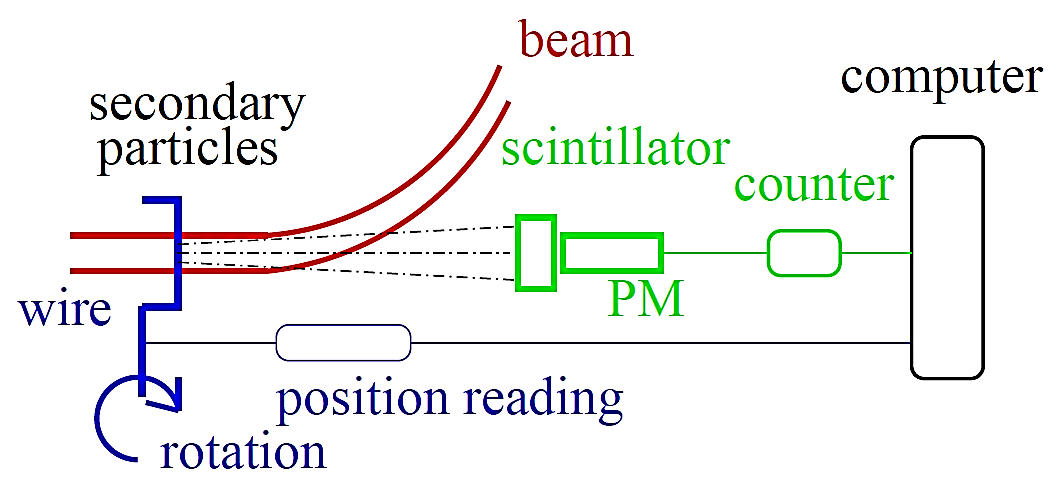 beam
computer
secondary
particles
scintillator
counter
wire
PM
position reading
rotation